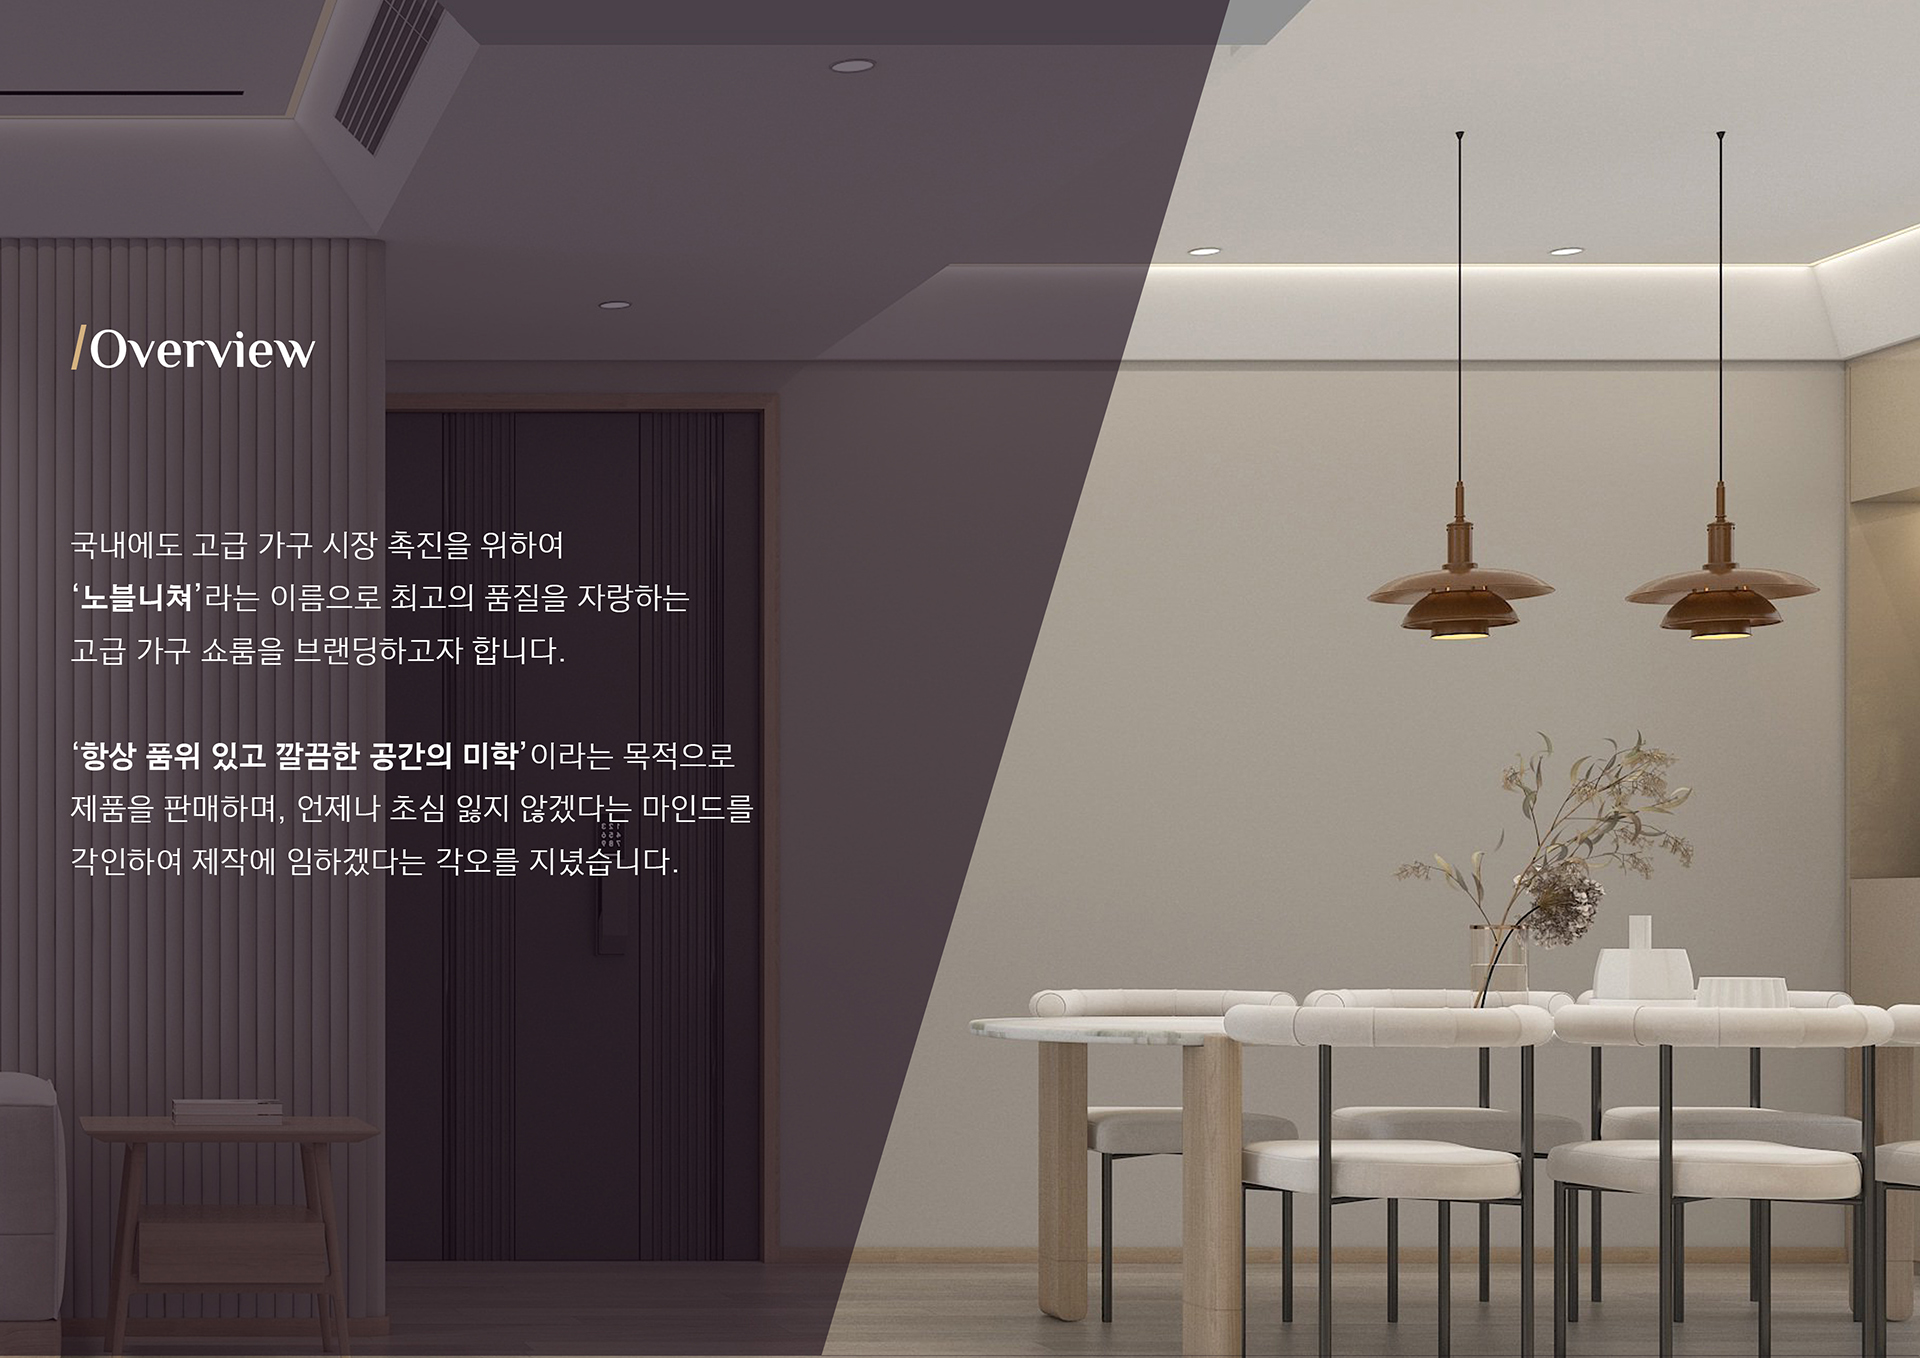 /Overview
국내에도 고급 가구 시장 촉진을 위하여
‘노블니쳐’라는 이름으로 최고의 품질을 자랑하는
고급 가구 쇼룸을 브랜딩하고자 합니다.
‘항상 품위 있고 깔끔한 공간의 미학’이라는 목적으로
제품을 판매하며, 언제나 초심 잃지 않겠다는 마인드를
각인하여 제작에 임하겠다는 각오를 지녔습니다.